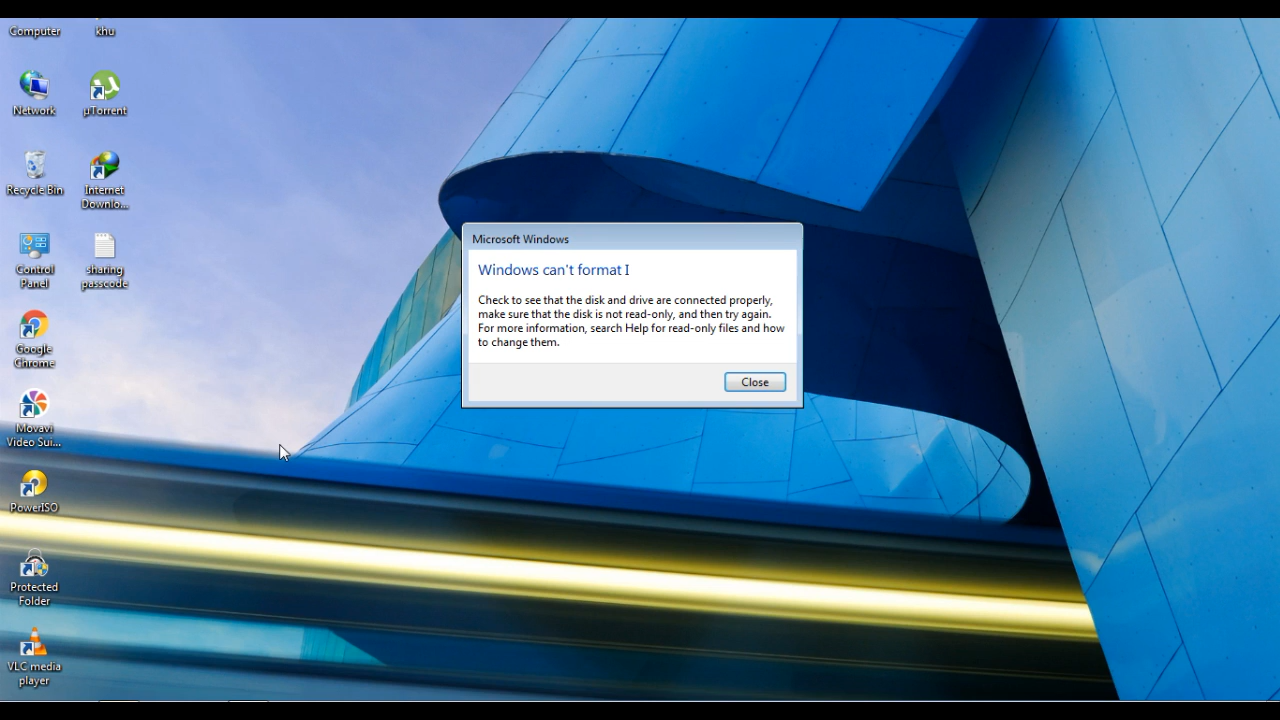 Computer
khu
Network
µTorrent
Recycle Bin
Internet
Downlo...
Control
Panel
sharing
passcode
Google
Chrome
Movavi
Video Sui...
PowerISO
Protected
Folder
VLC media
player
Microsoft Windows
Windows can't format I
Check to see that the disk and drive are connected properly,
make sure that the disk is not read-only, and then try again.
For more information, search Help for read-only files and how
to change them.
Close